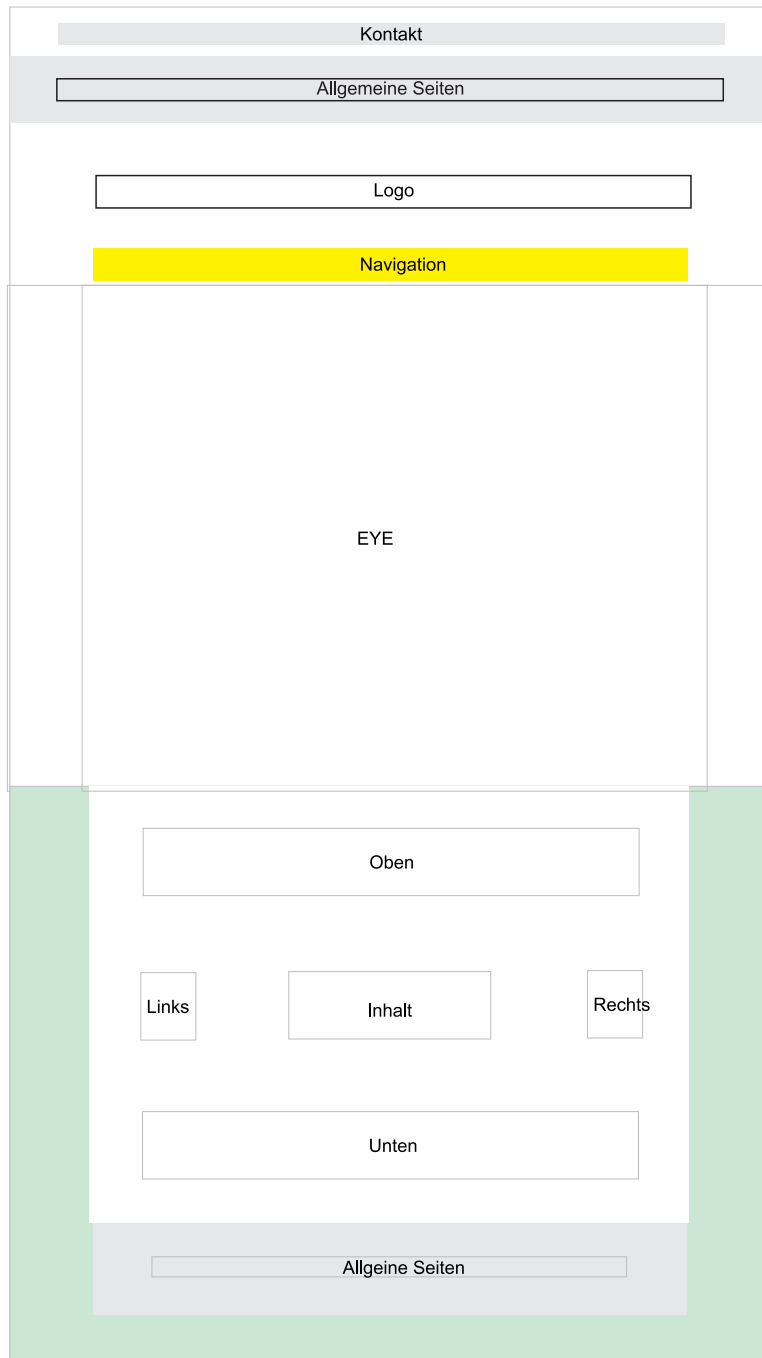 Kontakt
Allgemeine Seiten
Logo
Navigation
EYE
Oben
Links
Inhalt
Rechts
Unten
Allgeine Seiten